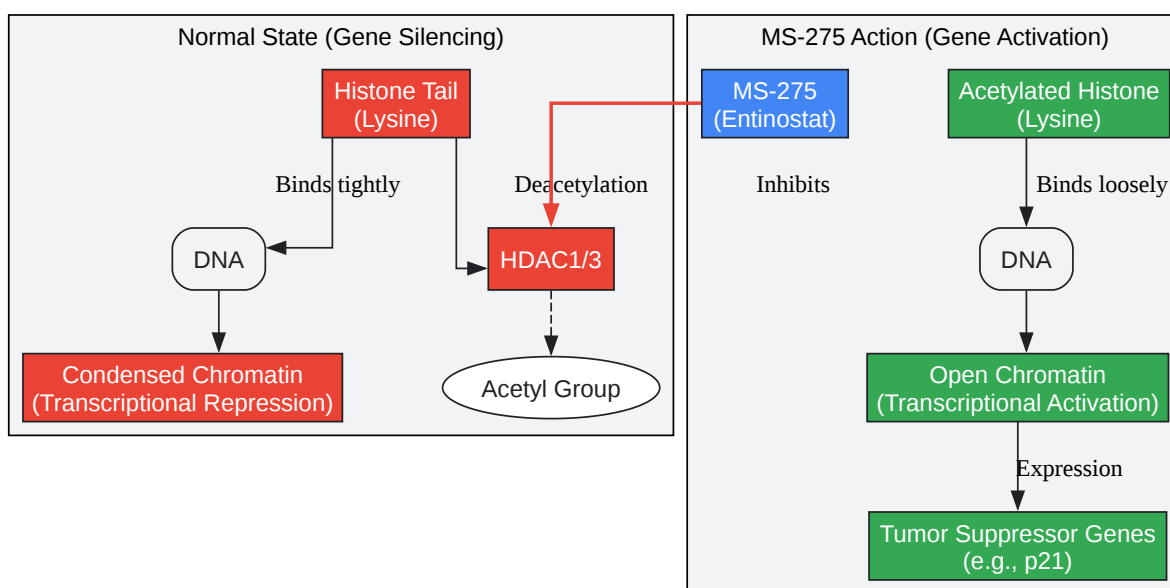 Normal State (Gene Silencing)
Histone Tail
(Lysine)
Binds tightly
Deacetylation
DNA
HDAC1/3
Condensed Chromatin
(Transcriptional Repression)
Acetyl Group
MS-275 Action (Gene Activation)
MS-275
(Entinostat)
Acetylated Histone
(Lysine)
Inhibits
Binds loosely
DNA
Open Chromatin
(Transcriptional Activation)
Expression
Tumor Suppressor Genes
(e.g., p21)